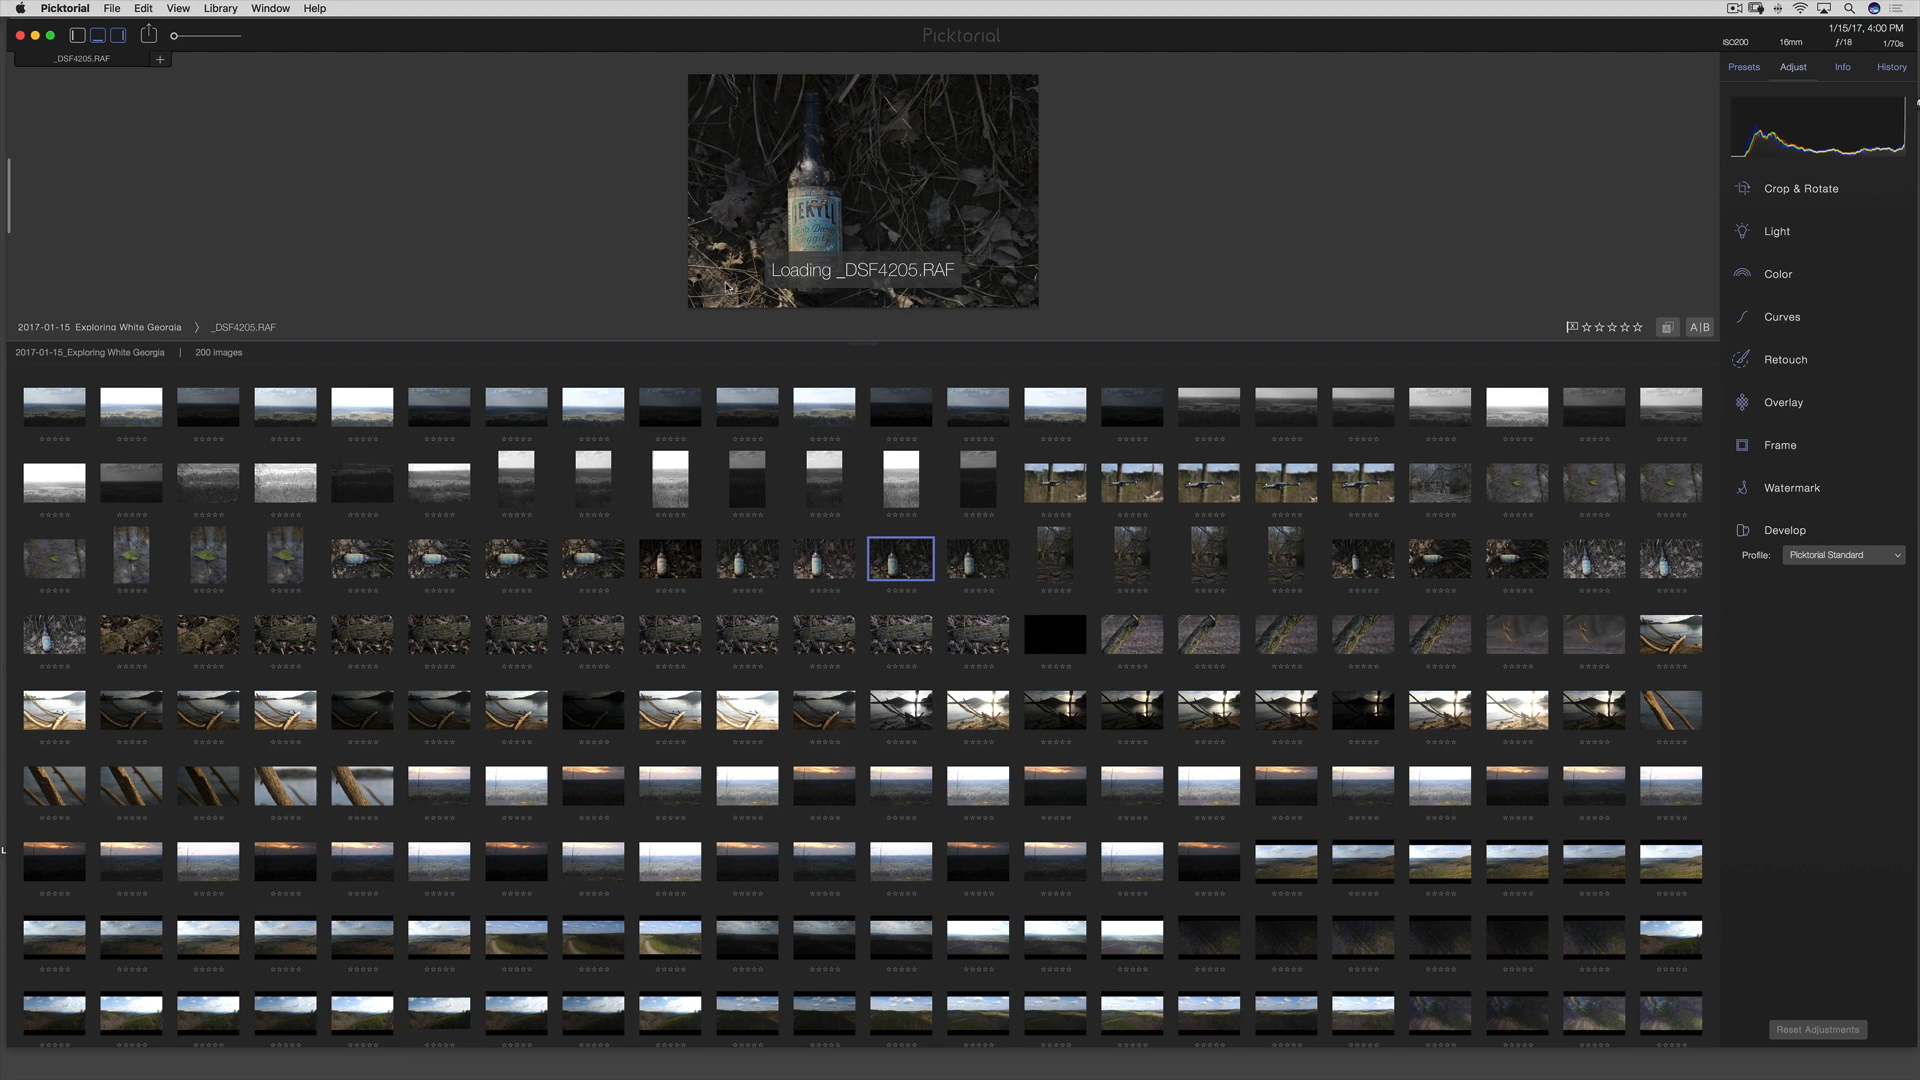 Picktorial File Edit View Library Window Help
Picktorial
1/15/17, 4:00 PM
ISO200 16mm ƒ/18 1/70s
_DSF4205.RAF +
Presets Adjust Info History
JEKYLL
Loading _DSF4205.RAF
Crop & Rotate
Light
Color
Curves
Retouch
Overlay
Frame
Watermark
Develop
Profile: Picktorial Standard
2017-01-15_Exploring White Georgia 〉 _DSF4205.RAF
A|B
2017-01-15_Exploring White Georgia | 200 images
Reset Adjustments